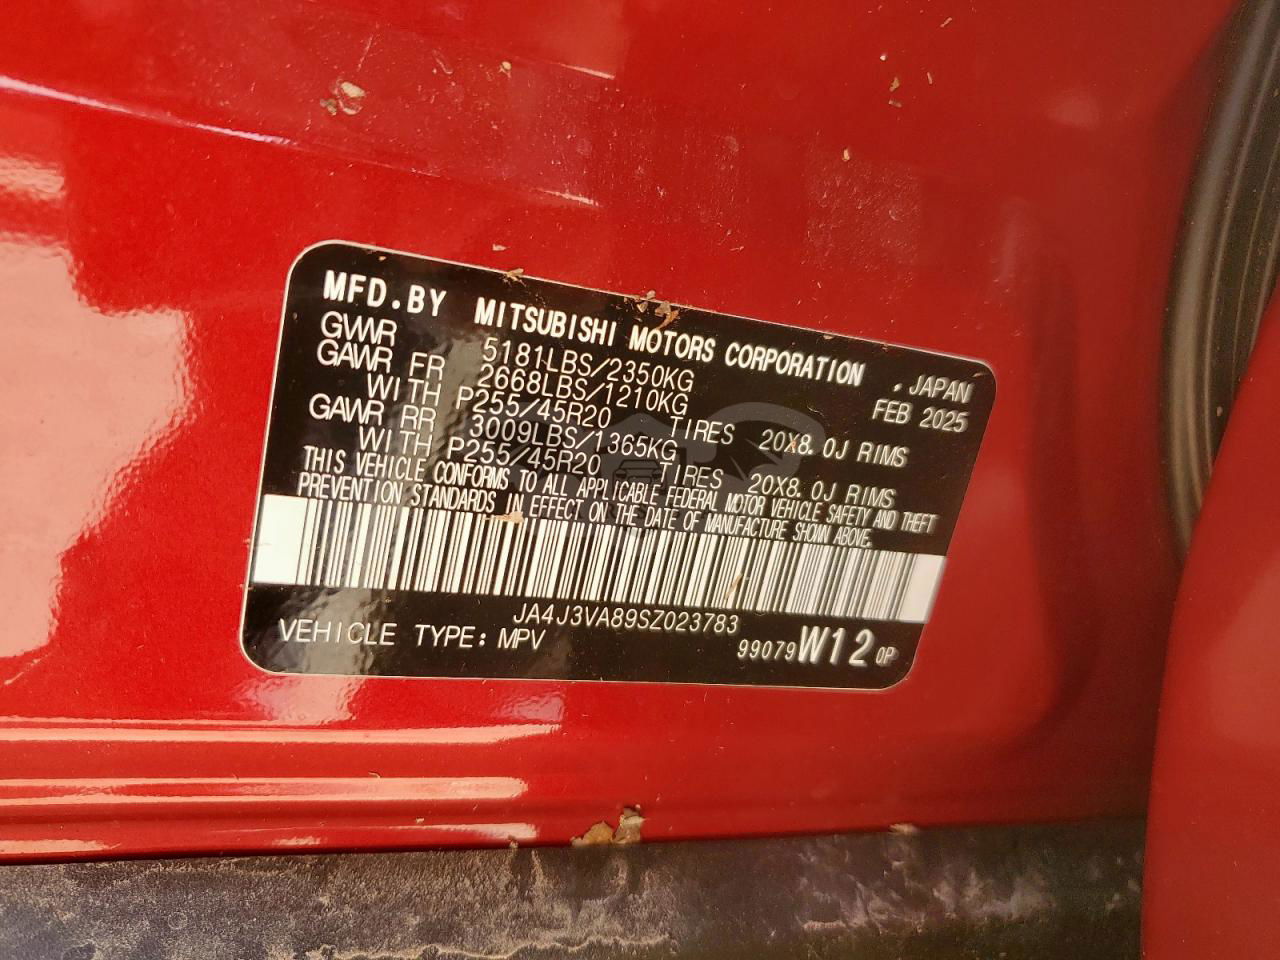 MFD.BY MITSUBISHI MOTORS CORPORATION , JAPAN
GVWR 5181LBS/2350KG FEB 2025
GAWR FR 2668LBS/1210KG
WITH P255/45R20 TIRES 20X8.0J RIMS
GAWR RR 3009LBS/1365KG
WITH P255/45R20 TIRES 20X8.0J RIMS
THIS VEHICLE CONFORMS TO ALL APPLICABLE FEDERAL MOTOR VEHICLE SAFETY AND THEFT
PREVENTION STANDARDS IN EFFECT ON THE DATE OF MANUFACTURE SHOWN ABOVE.
JA4J3VA89SZ023783
VEHICLE TYPE: MPV 99079 W12 OP